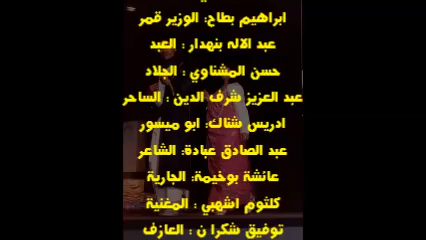 ابراهيم بطاح: الوزير قمر
عبد الاله بنهدار : العبد
حسن المشناوي : الجلاد
عبد العزيز شرف الدين : الساحر
ادريس شناك: ابو ميسور
عبد الصادق عبادة: الشاعر
عائشة بوخيمة: الجارية
كلثوم اشهبي : المغنية
توفيق شكرا ن : العازف